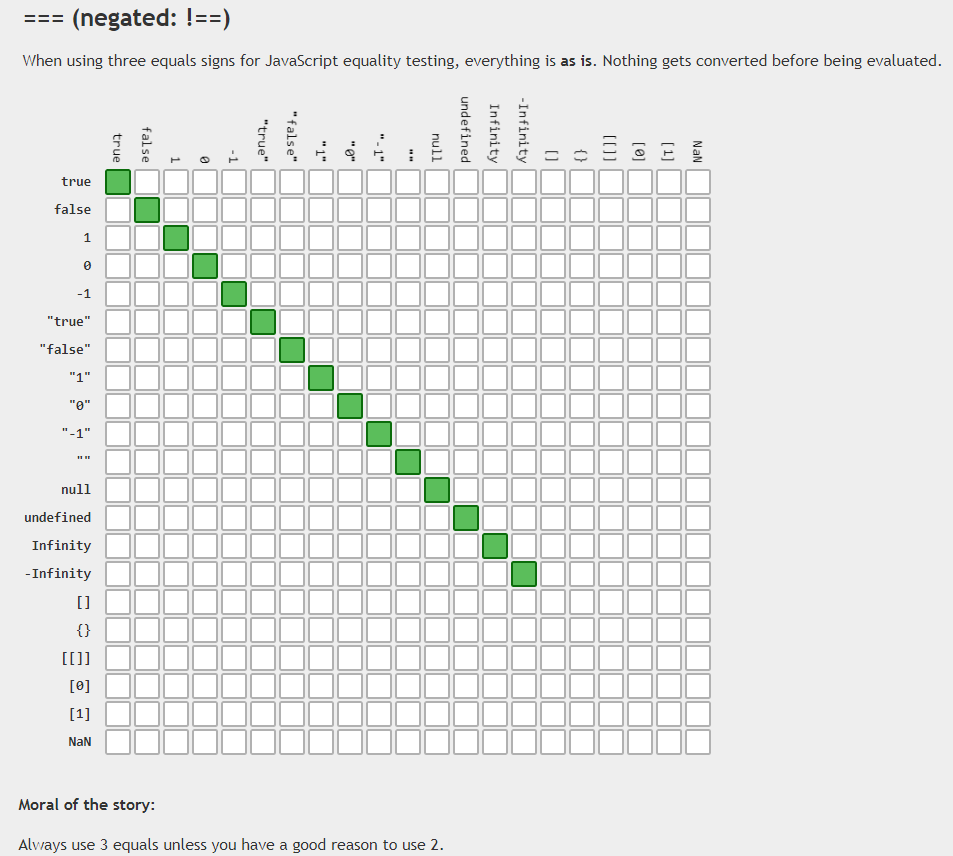 === (negated: !==)
When using three equals signs for JavaScript equality testing, everything is as is. Nothing gets converted before being evaluated.
true false 1 0 -1 "true" "false" "1" "0" "-1" "" null undefined Infinity -Infinity [] {} [[]] [0] [1] NaN
true
false
1
0
-1
"true"
"false"
"1"
"0"
"-1"
""
null
undefined
Infinity
-Infinity
[]
{}
[[]]
[0]
[1]
NaN
Moral of the story:
Always use 3 equals unless you have a good reason to use 2.